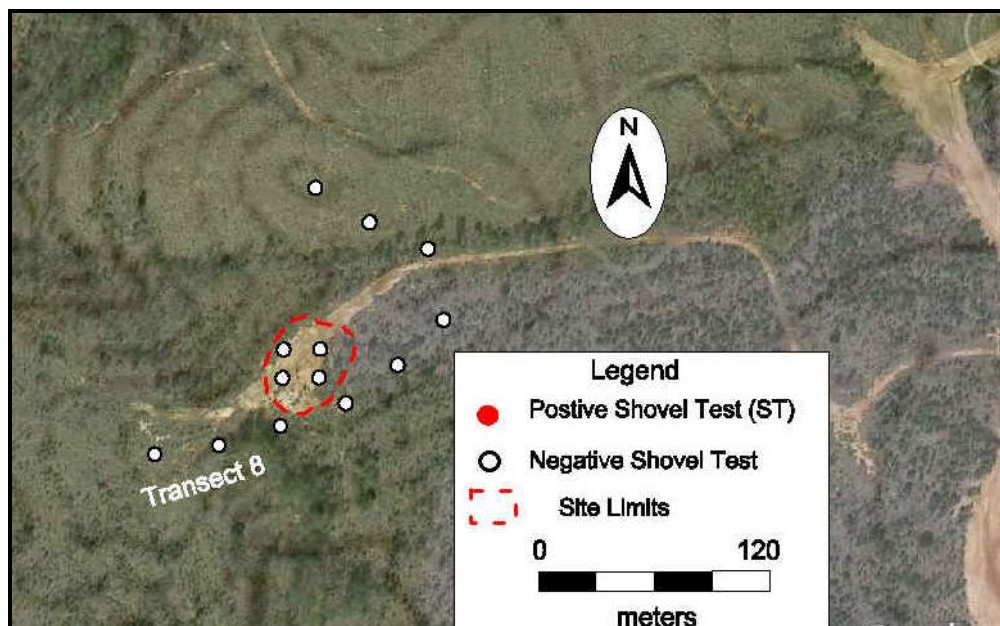 N
Transect 8
Legend
Postive Shovel Test (ST)
Negative Shovel Test
Site Limits
0 120
meters